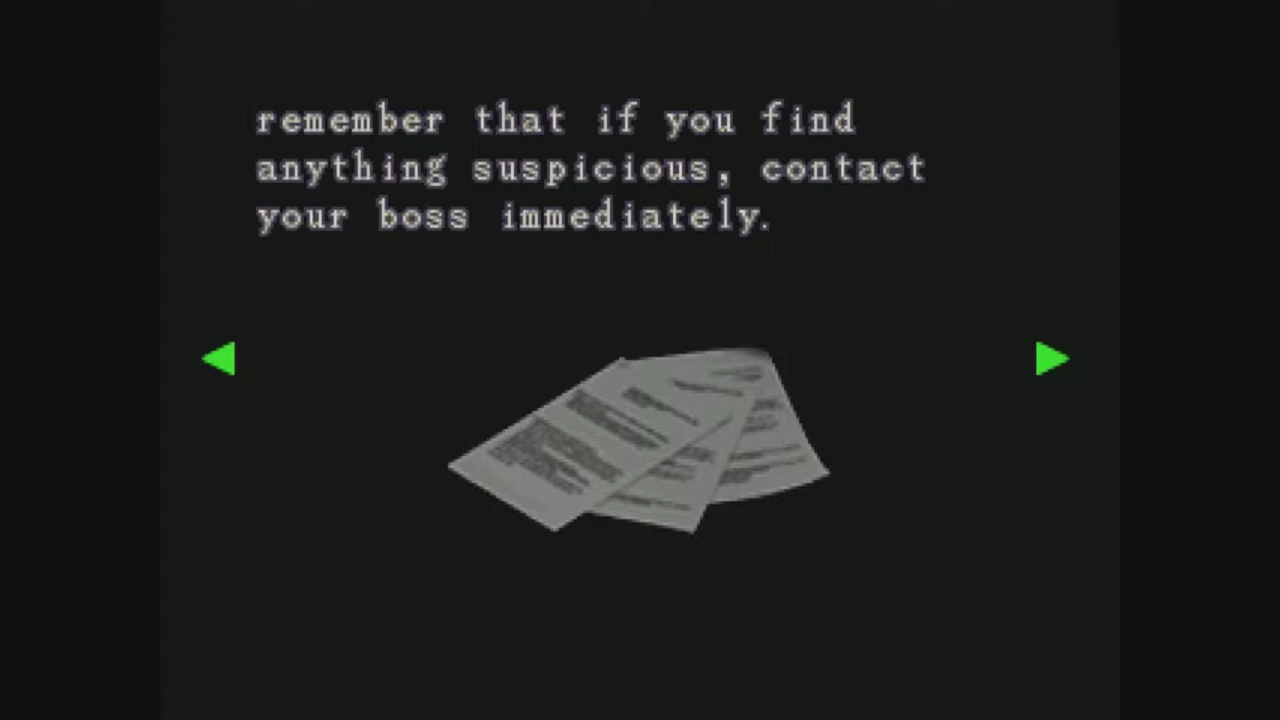 remember that if you find
anything suspicious, contact
your boss immediately.